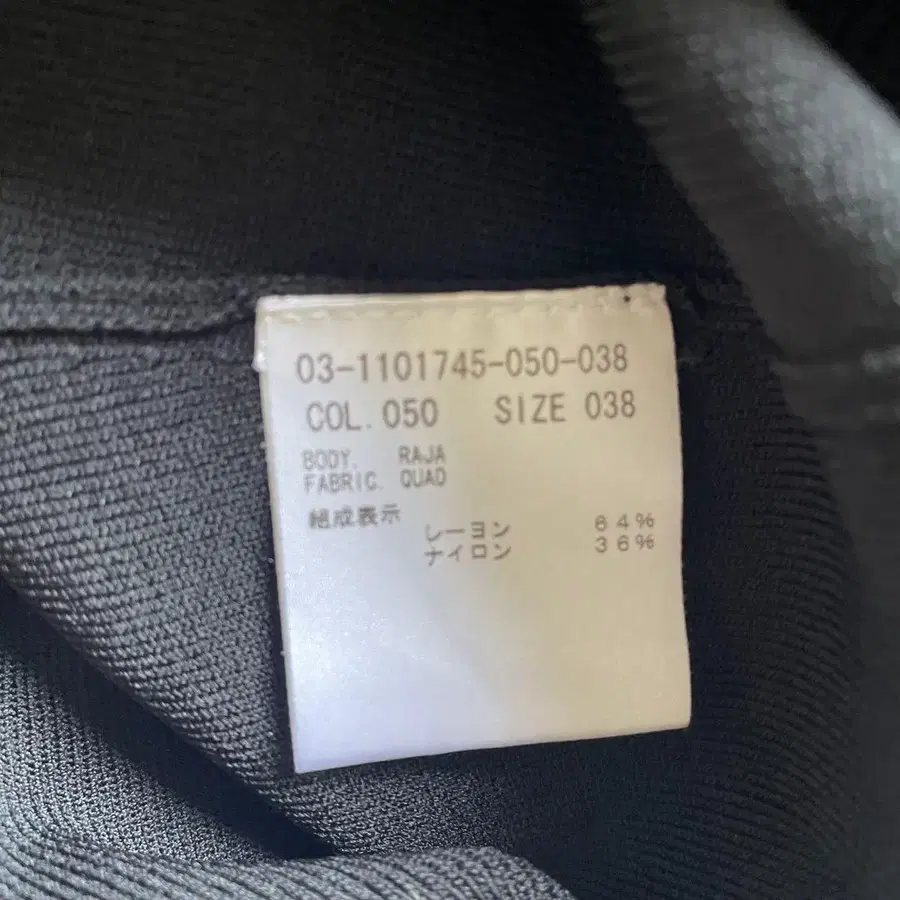 03-1101745-050-038
COL. 050 SIZE 038
BODY. RAJA
FABRIC. QUAD
組成表示
レーヨン 64%
ナイロン 36%